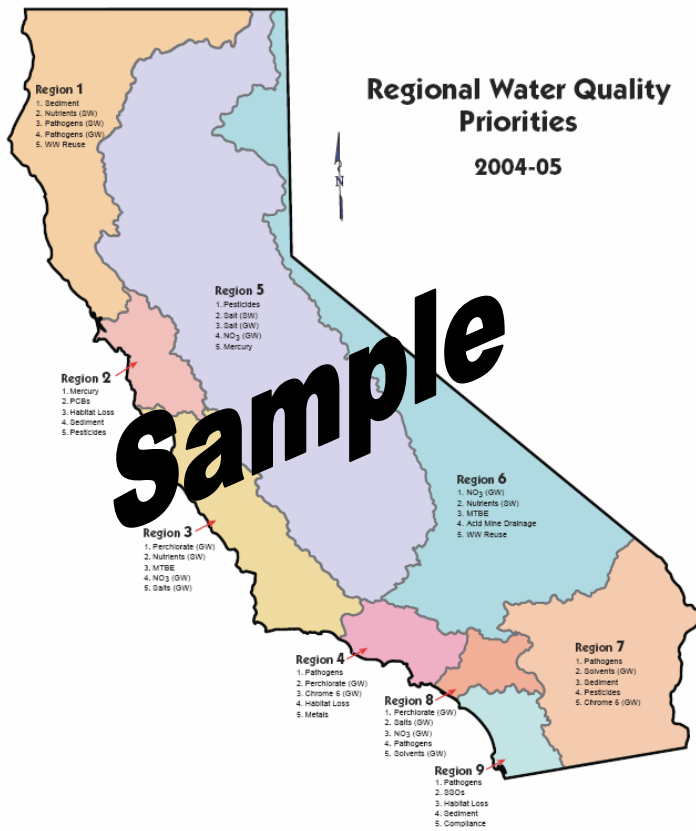 Regional Water Quality
Priorities
2004-05
N
Region 1
1. Sediment
2. Nutrients (SW)
3. Pathogens (SW)
4. Pathogens (GW)
5. WW Reuse
Region 5
1. Pesticides
2. Salt (SW)
3. Salt (GW)
4. NO3 (GW)
5. Mercury
Sample
Region 2
1. Mercury
2. PCBs
3. Habitat Loss
4. Sediment
5. Pesticides
Region 6
1. NO3 (GW)
2. Nutrients (SW)
3. MTBE
4. Acid Mine Drainage
5. WW Reuse
Region 3
1. Perchlorate (GW)
2. Nutrients (SW)
3. MTBE
4. NO3 (GW)
5. Salts (GW)
Region 4
1. Pathogens
2. Perchlorate (GW)
3. Chrome 6 (GW)
4. Habitat Loss
5. Metals
Region 7
1. Pathogens
2. Solvents (GW)
3. Sediment
4. Pesticides
5. Chrome 6 (GW)
Region 8
1. Perchlorate (GW)
2. Salts (GW)
3. NO3 (GW)
4. Pathogens
5. Solvents (GW)
Region 9
1. Pathogens
2. SSOs
3. Habitat Loss
4. Sediment
5. Compliance